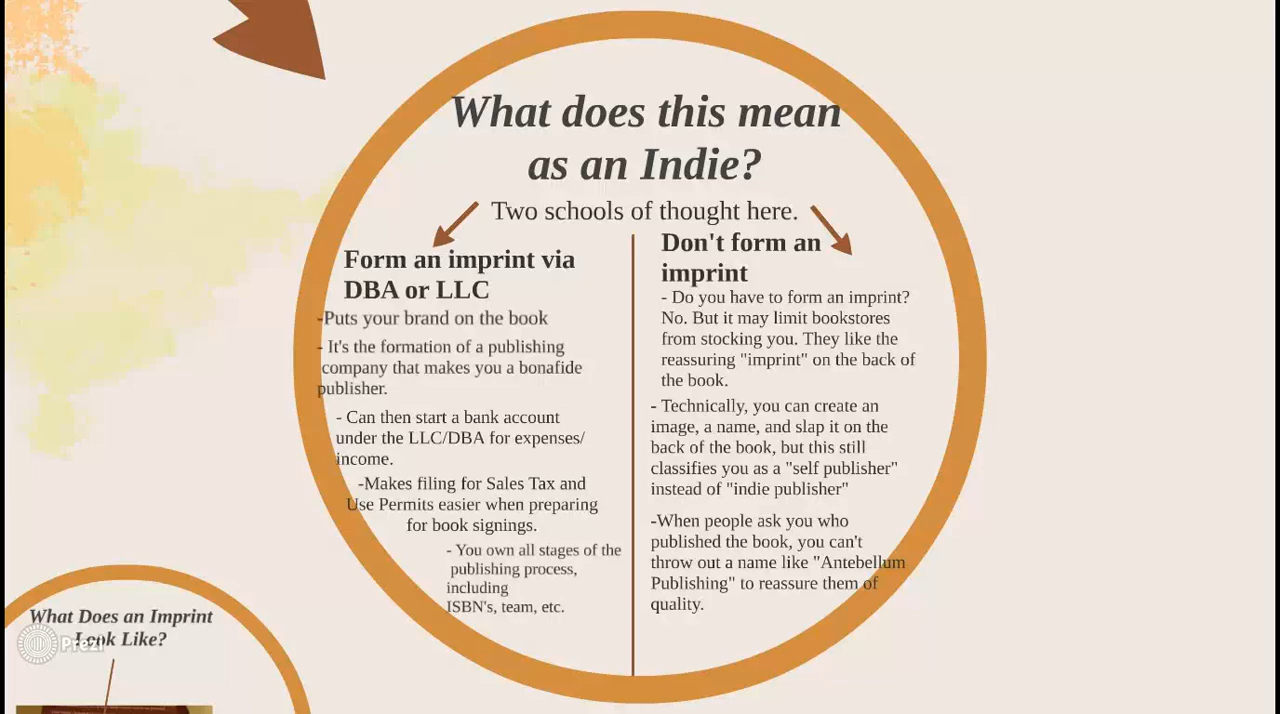 What does this mean
as an Indie?
Two schools of thought here.
Form an imprint via
DBA or LLC
-Puts your brand on the book
- It's the formation of a publishing
company that makes you a bonafide
publisher.
- Can then start a bank account
under the LLC/DBA for expenses/
income.
-Makes filing for Sales Tax and
Use Permits easier when preparing
for book signings.
- You own all stages of the
publishing process,
including
ISBN's, team, etc.
Don't form an
imprint
- Do you have to form an imprint?
No. But it may limit bookstores
from stocking you. They like the
reassuring "imprint" on the back of
the book.
- Technically, you can create an
image, a name, and slap it on the
back of the book, but this still
classifies you as a "self publisher"
instead of "indie publisher"
-When people ask you who
published the book, you can't
throw out a name like "Antebellum
Publishing" to reassure them of
quality.
What Does an Imprint
Look Like?
Prezi